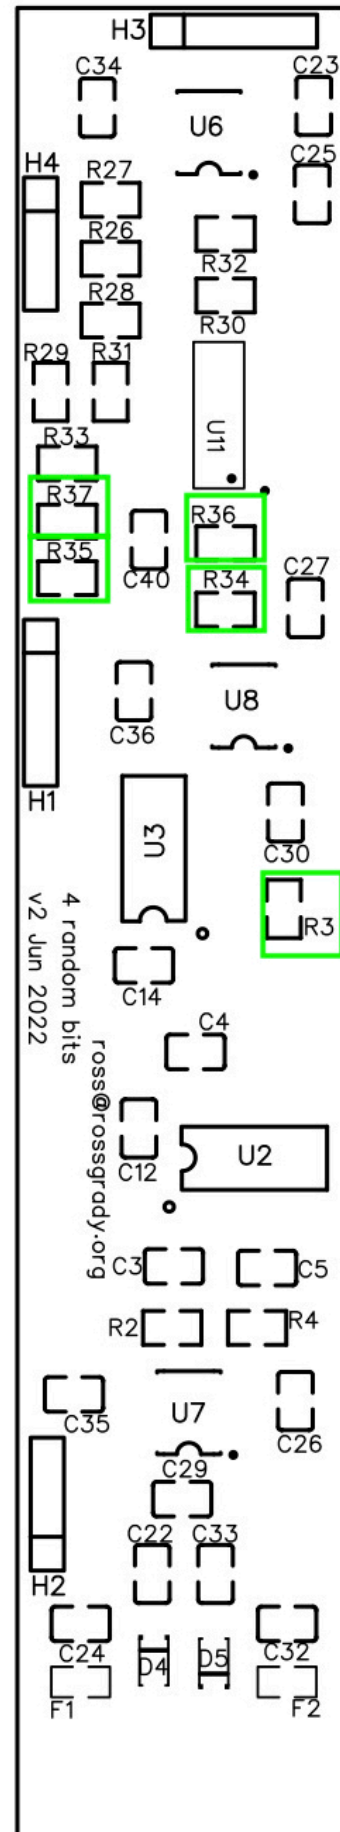 H3
C34
C23
U6
C25
H4
R27
R26
R32
R28
R30
R29
R31
U11
R33
R37
R36
R35
C40
R34
C27
U8
C36
H1
U3
C30
R3
4 random bits
v2 Jun 2022
C14
C4
ross@rossgrady.org
C12
U2
C3
C5
R2
R4
C35
U7
C26
C29
C22
C33
H2
C24
D4
D5
C32
F1
F2